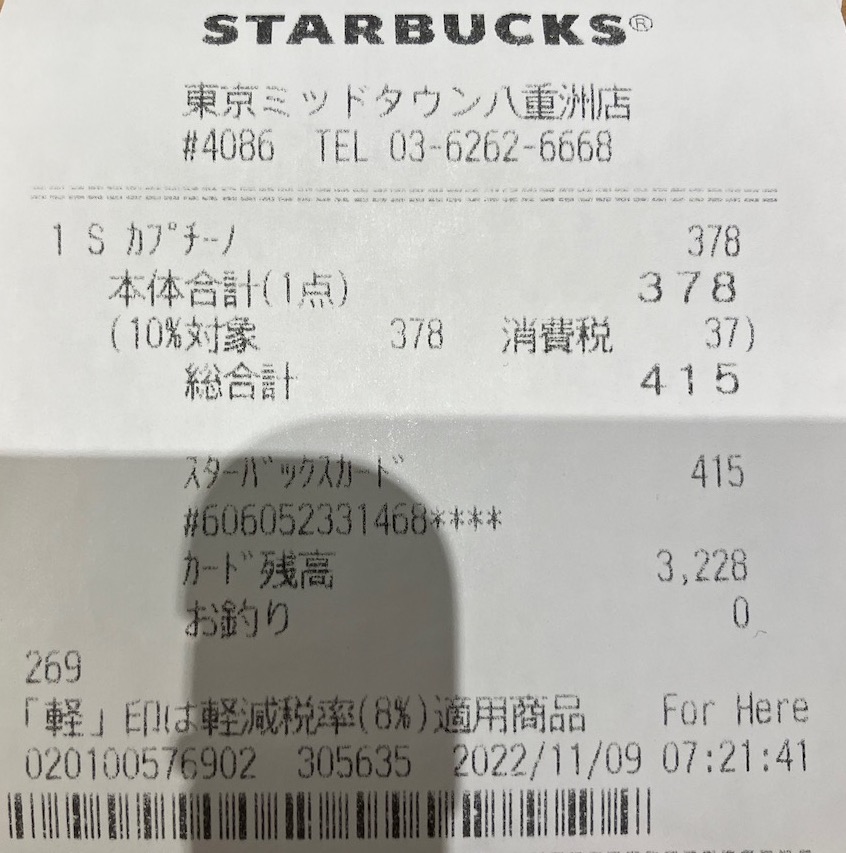 STARBUCKS®
東京ミッドタウン八重洲店
#4086 TEL 03-6262-6668
1 S ｶﾌﾟﾁｰﾉ 378
本体合計(1点) 378
(10%対象 378 消費税 37)
総合計 415
ｽﾀｰﾊﾞｯｸｽｶｰﾄﾞ 415
#606052331468****
ｶｰﾄﾞ残高 3,228
お釣り 0
269
「軽」印は軽減税率(8%)適用商品 For Here
020100576902 305635 2022/11/09 07:21:41